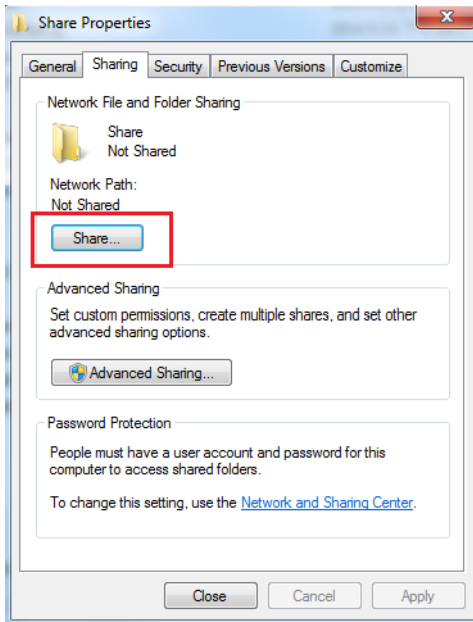 Share Properties
General Sharing Security Previous Versions Customize
Network File and Folder Sharing
Share
Not Shared
Network Path:
Not Shared
Share...
Advanced Sharing
Set custom permissions, create multiple shares, and set other
advanced sharing options.
Advanced Sharing...
Password Protection
People must have a user account and password for this
computer to access shared folders.
To change this setting, use the Network and Sharing Center.
Close Cancel Apply